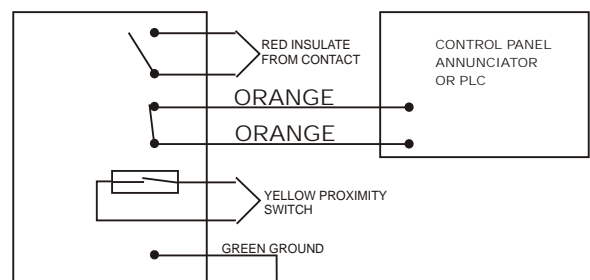 RED INSULATE
FROM CONTACT
CONTROL PANEL
ANNUNCIATOR
OR PLC
ORANGE
ORANGE
YELLOW PROXIMITY
SWITCH
GREEN GROUND